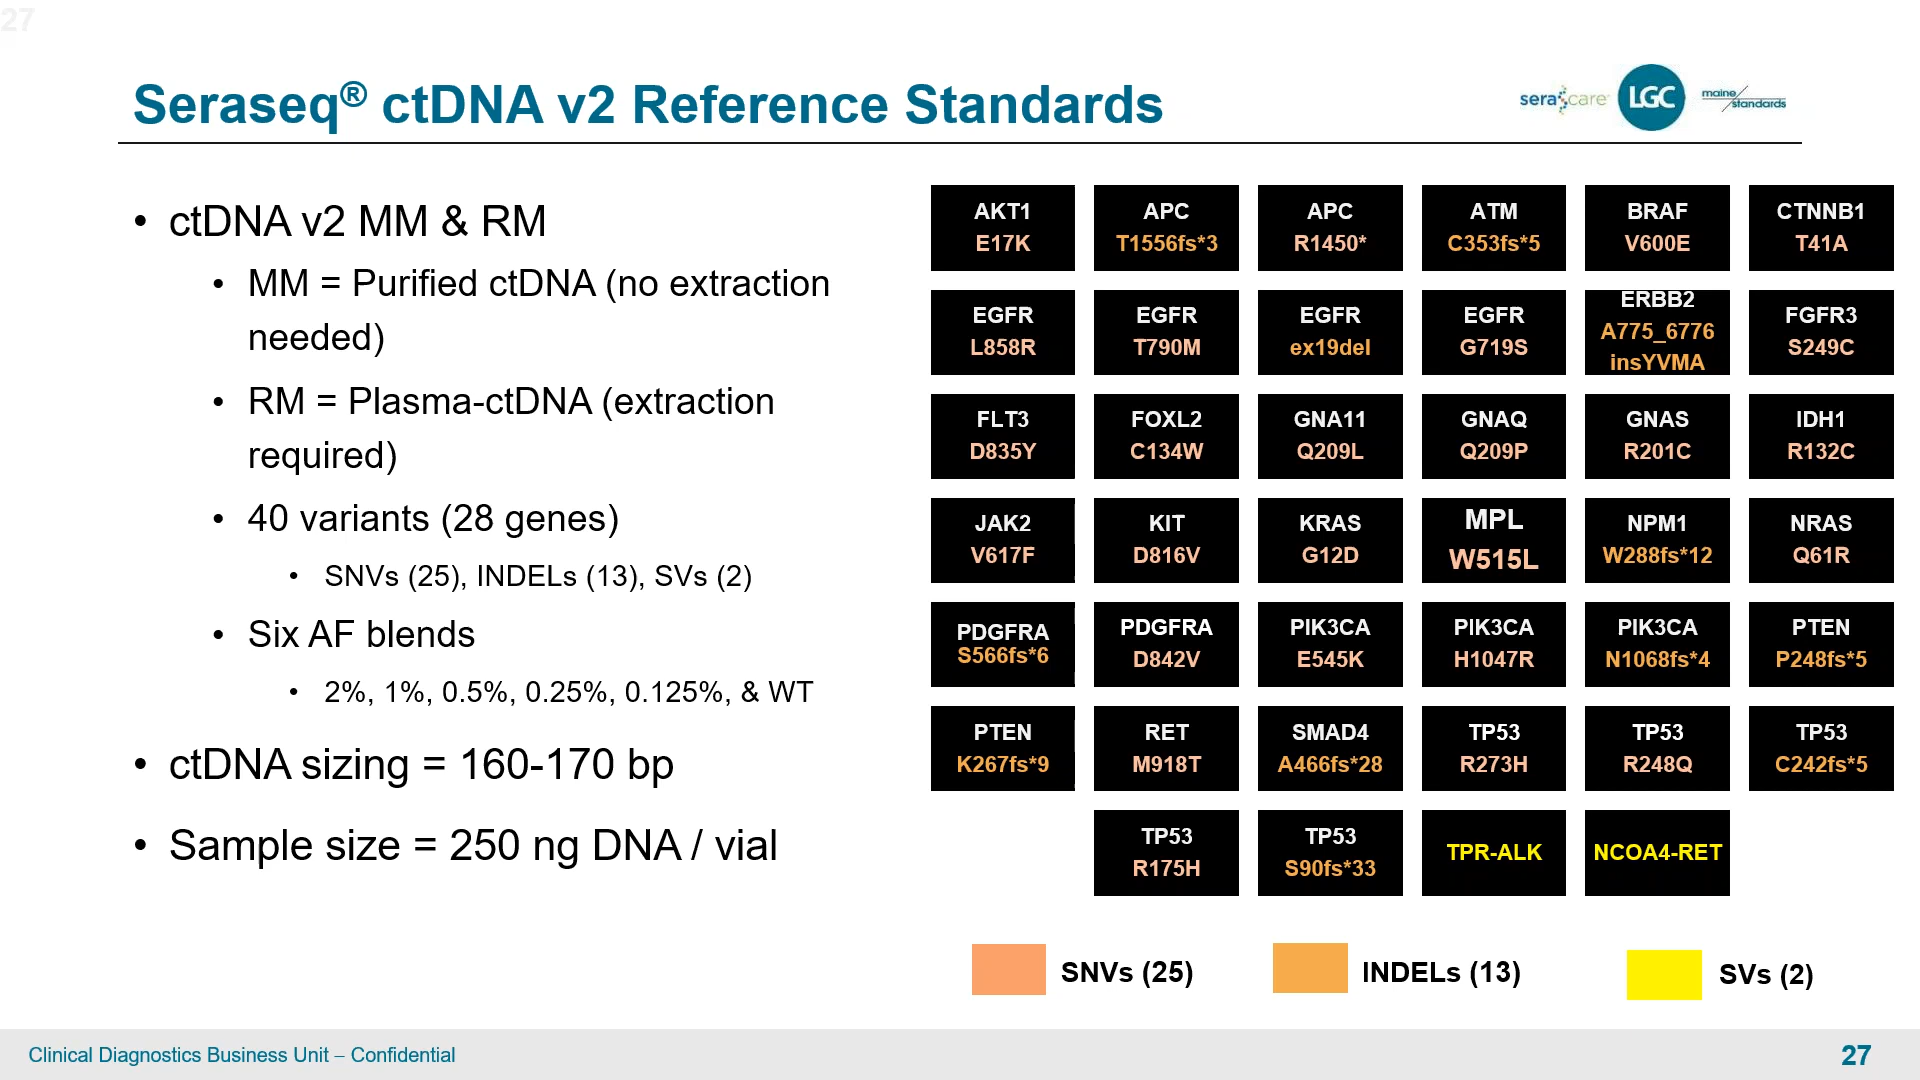 27
Seraseq® ctDNA v2 Reference Standards
seracare LGC maine standards
• ctDNA v2 MM & RM
• MM = Purified ctDNA (no extraction
needed)
• RM = Plasma-ctDNA (extraction
required)
• 40 variants (28 genes)
• SNVs (25), INDELs (13), SVs (2)
• Six AF blends
• 2%, 1%, 0.5%, 0.25%, 0.125%, & WT
• ctDNA sizing = 160-170 bp
• Sample size = 250 ng DNA / vial
AKT1
E17K
APC
T1556fs*3
APC
R1450*
ATM
C353fs*5
BRAF
V600E
CTNNB1
T41A
EGFR
L858R
EGFR
T790M
EGFR
ex19del
EGFR
G719S
ERBB2
A775_6776
insYVMA
FGFR3
S249C
FLT3
D835Y
FOXL2
C134W
GNA11
Q209L
GNAQ
Q209P
GNAS
R201C
IDH1
R132C
JAK2
V617F
KIT
D816V
KRAS
G12D
MPL
W515L
NPM1
W288fs*12
NRAS
Q61R
PDGFRA
S566fs*6
PDGFRA
D842V
PIK3CA
E545K
PIK3CA
H1047R
PIK3CA
N1068fs*4
PTEN
P248fs*5
PTEN
K267fs*9
RET
M918T
SMAD4
A466fs*28
TP53
R273H
TP53
R248Q
TP53
C242fs*5
TP53
R175H
TP53
S90fs*33
TPR-ALK
NCOA4-RET
SNVs (25)
INDELs (13)
SVs (2)
Clinical Diagnostics Business Unit – Confidential
27